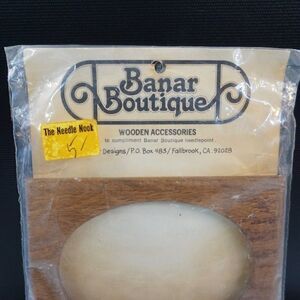 Banar
Boutique
The Needle Nook
WOODEN ACCESSORIES
to compliment Banar Boutique needlepoint.
Designs/P.O. Box 483/Fallbrook, CA. 92028